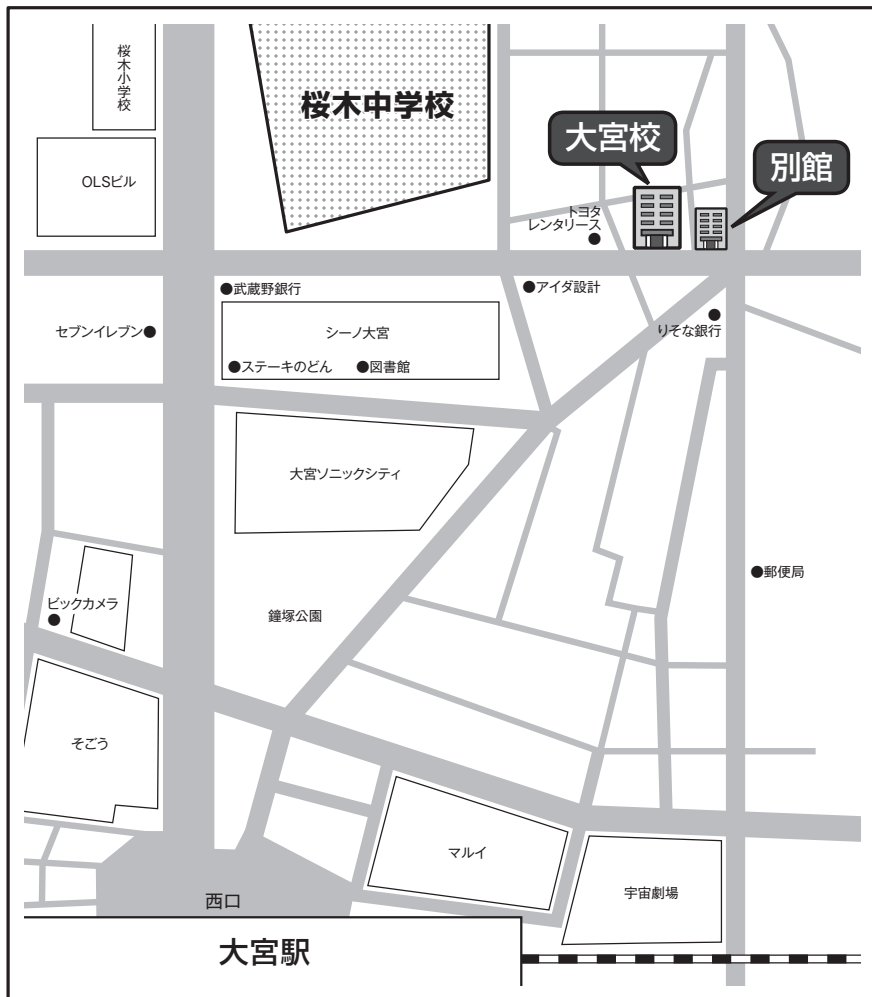 桜木小学校
桜木中学校
大宮校
別館
OLSビル
トヨタ
レンタリース
武蔵野銀行
アイダ設計
セブンイレブン
シーノ大宮
りそな銀行
ステーキのどん
図書館
大宮ソニックシティ
郵便局
ビックカメラ
鐘塚公園
そごう
マルイ
宇宙劇場
西口
大宮駅